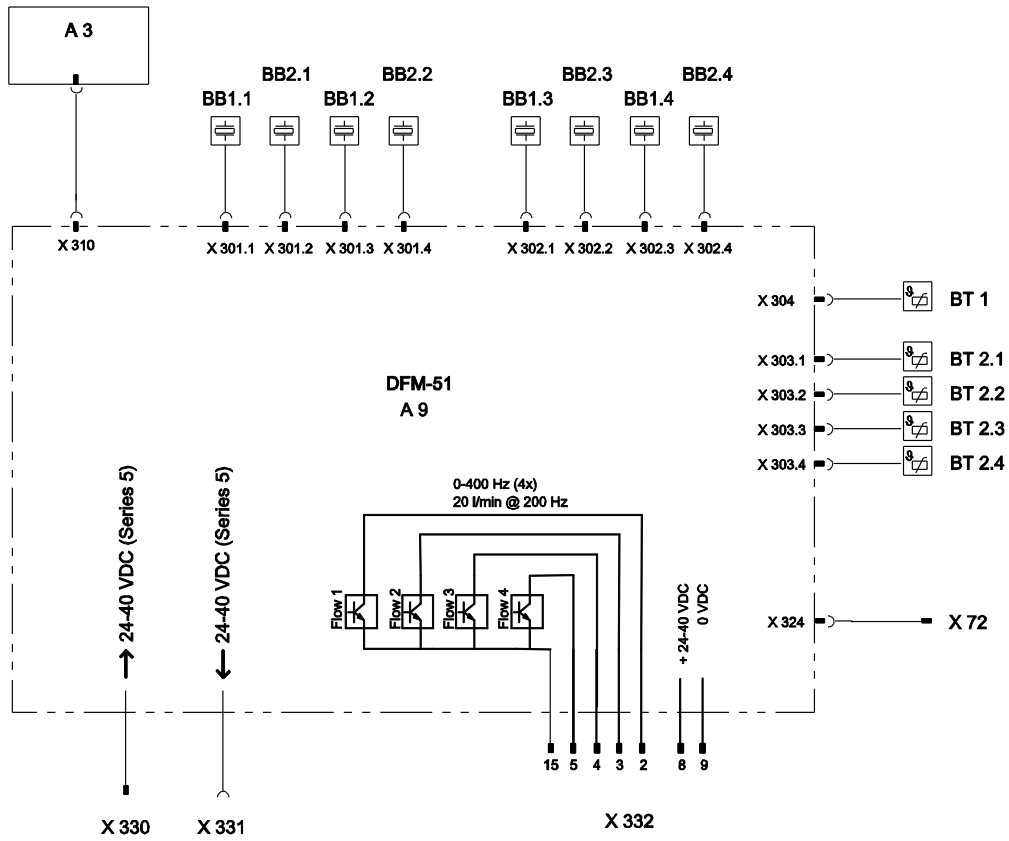 A 3
BB2.1
BB2.2
BB2.3
BB2.4
BB1.1
BB1.2
BB1.3
BB1.4
X 310
X 301.1
X 301.2
X 301.3
X 301.4
X 302.1
X 302.2
X 302.3
X 302.4
X 304
ϑ
BT 1
X 303.1
ϑ
BT 2.1
X 303.2
ϑ
BT 2.2
X 303.3
ϑ
BT 2.3
X 303.4
ϑ
BT 2.4
DFM-51
A 9
24-40 VDC (Series 5)
24-40 VDC (Series 5)
0-400 Hz (4x)
20 l/min @ 200 Hz
Flow 1
Flow 2
Flow 3
Flow 4
+ 24-40 VDC
0 VDC
X 324
X 72
15
5
4
3
2
8
9
X 330
X 331
X 332